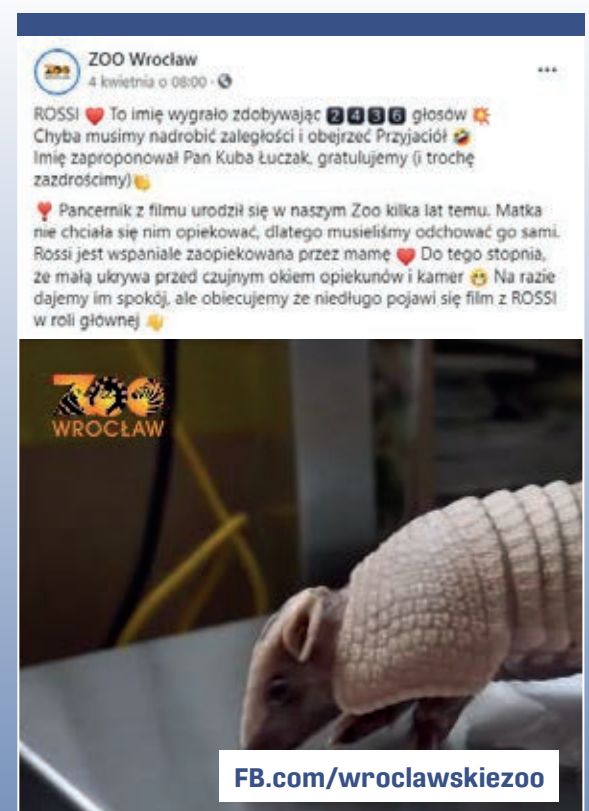 ZOO Wrocław
4 kwietnia o 08:00
ROSSI ❤️ To imię wygrało zdobywając 2️⃣4️⃣3️⃣6️⃣ głosów 💥
Chyba musimy nadrobić zaległości i obejrzeć Przyjaciół 🤣
Imię zaproponował Pan Kuba Łuczak, gratulujemy (i trochę
zazdrościmy)👏
❣️ Pancernik z filmu urodził się w naszym Zoo kilka lat temu. Matka
nie chciała się nim opiekować, dlatego musieliśmy odchować go sami.
Rossi jest wspaniale zaopiekowana przez mamę ❤️ Do tego stopnia,
że małą ukrywa przed czujnym okiem opiekunów i kamer 😁 Na razie
dajemy im spokój, ale obiecujemy że niedługo pojawi się film z ROSSI
w roli głównej 👏
ZOO
WROCŁAW
FB.com/wroclawskiezoo